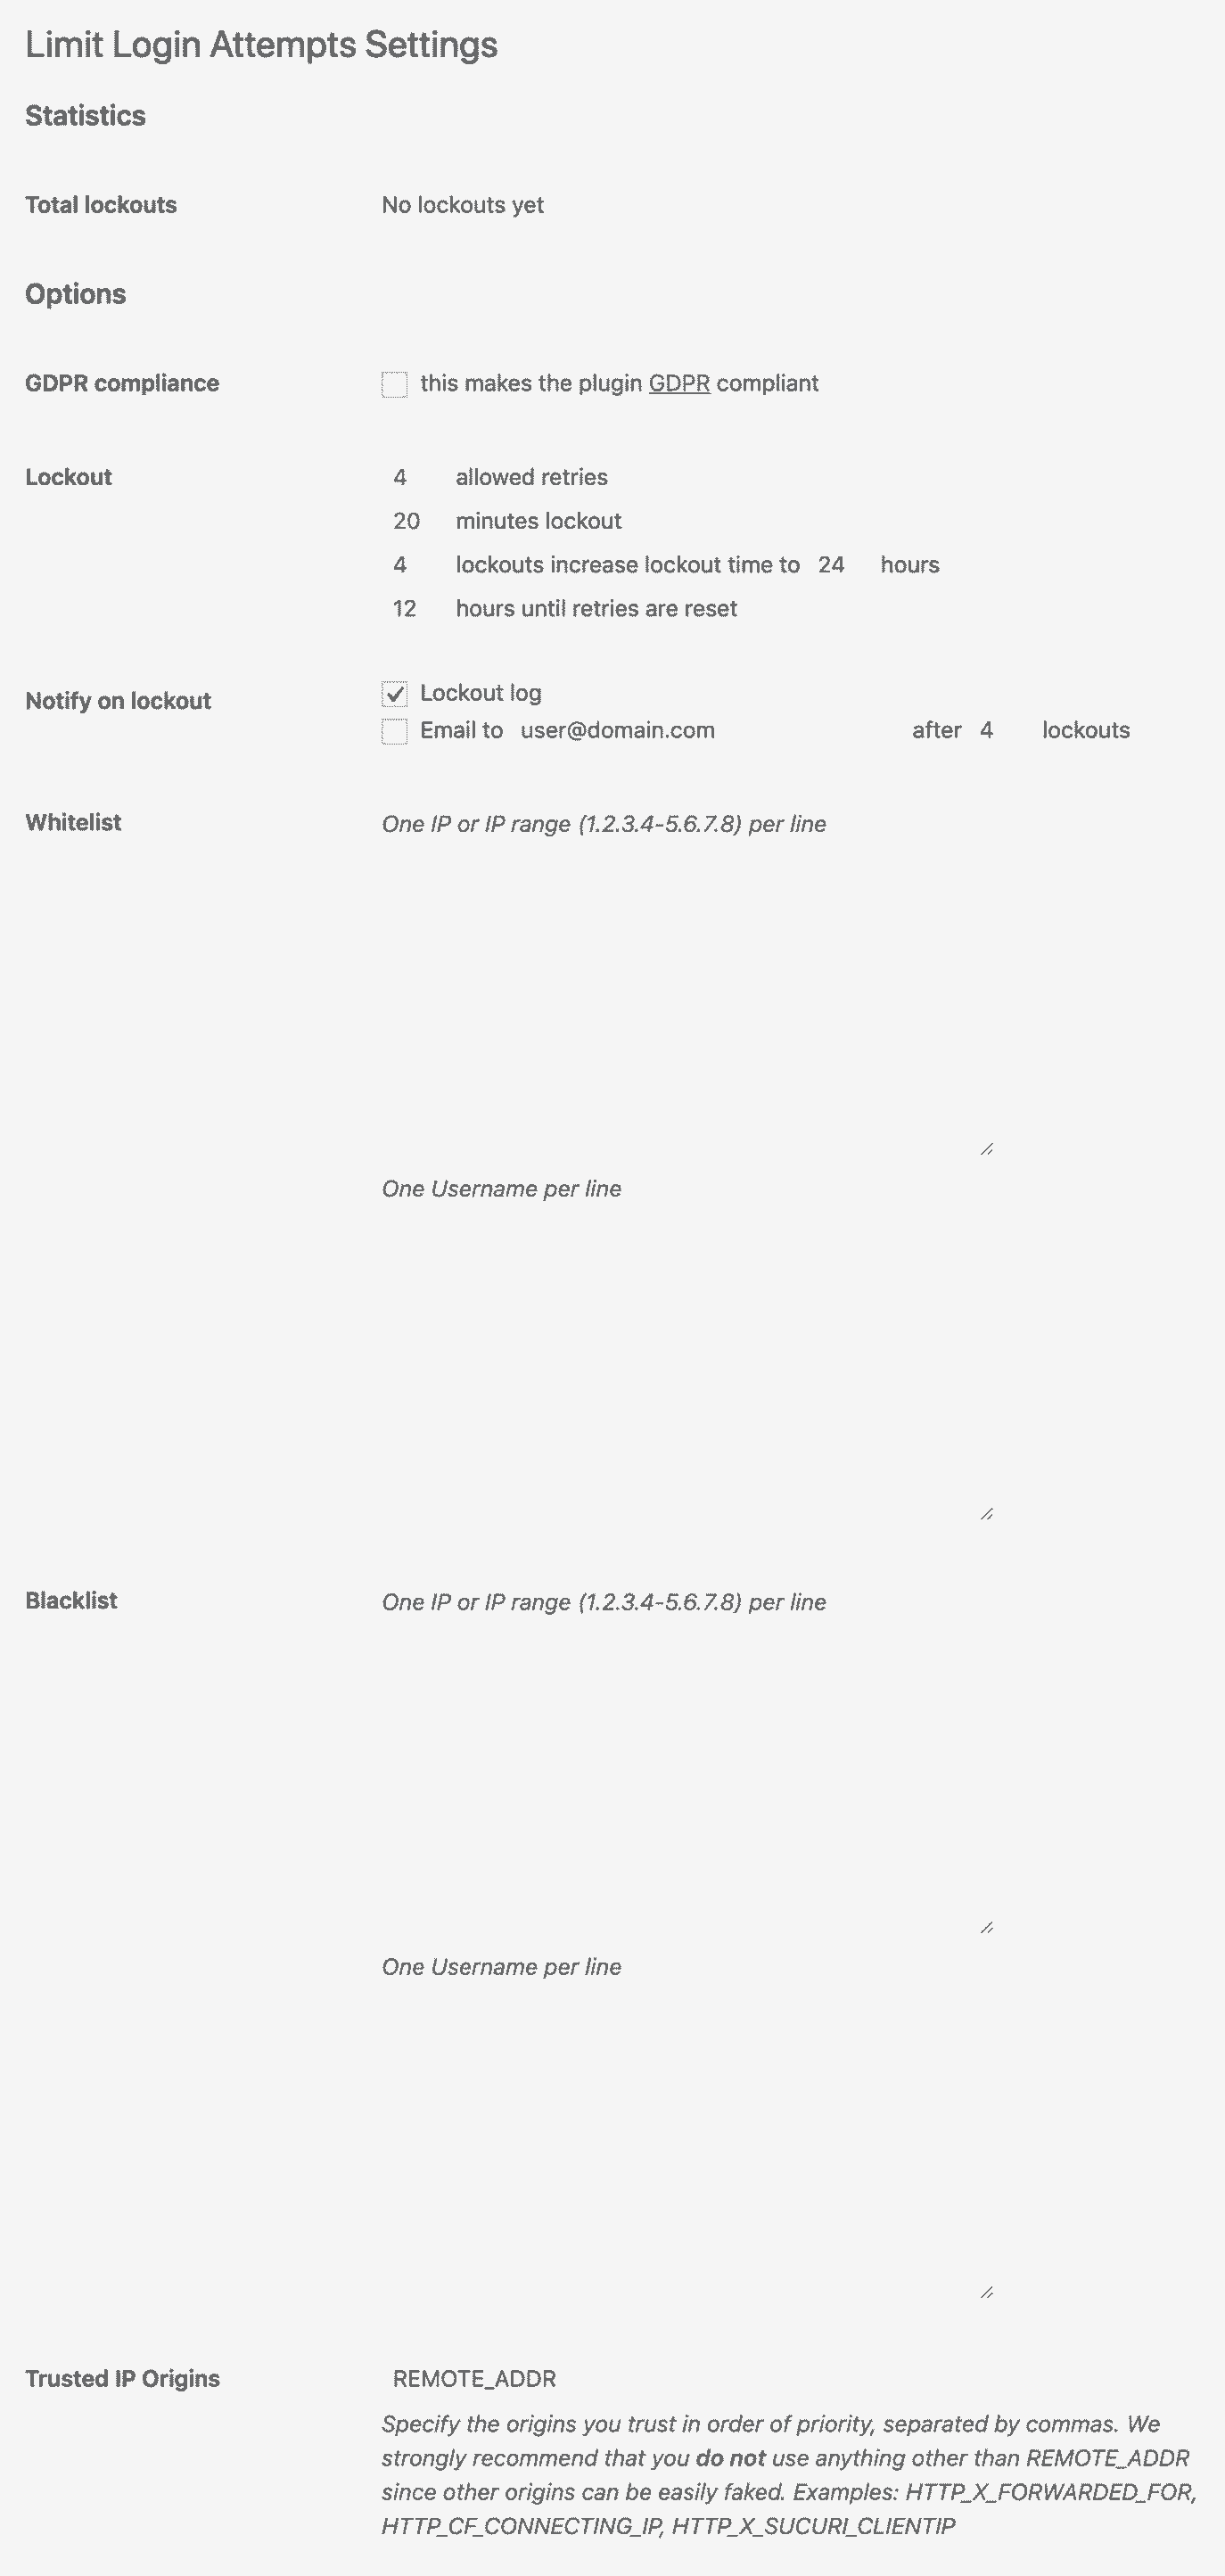 Limit Login Attempts Settings
Statistics
Total lockouts No lockouts yet
Options
GDPR compliance this makes the plugin GDPR compliant
Lockout 4 allowed retries
20 minutes lockout
4 lockouts increase lockout time to 24 hours
12 hours until retries are reset
Notify on lockout Lockout log
Email to user@domain.com after 4 lockouts
Whitelist One IP or IP range (1.2.3.4-5.6.7.8) per line
One Username per line
Blacklist One IP or IP range (1.2.3.4-5.6.7.8) per line
One Username per line
Trusted IP Origins REMOTE_ADDR
Specify the origins you trust in order of priority, separated by commas. We
strongly recommend that you do not use anything other than REMOTE_ADDR
since other origins can be easily faked. Examples: HTTP_X_FORWARDED_FOR,
HTTP_CF_CONNECTING_IP, HTTP_X_SUCURI_CLIENTIP